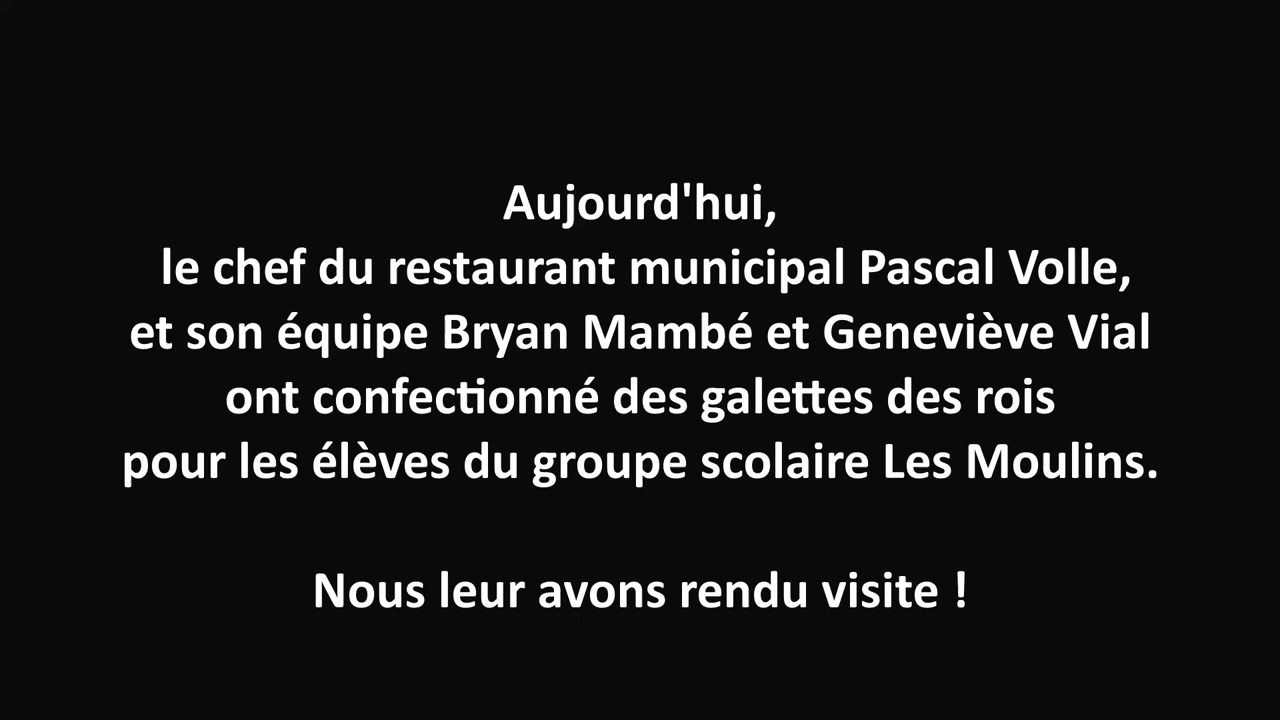 Aujourd'hui,
le chef du restaurant municipal Pascal Volle,
et son équipe Bryan Mambé et Geneviève Vial
ont confectionné des galettes des rois
pour les élèves du groupe scolaire Les Moulins.
Nous leur avons rendu visite !